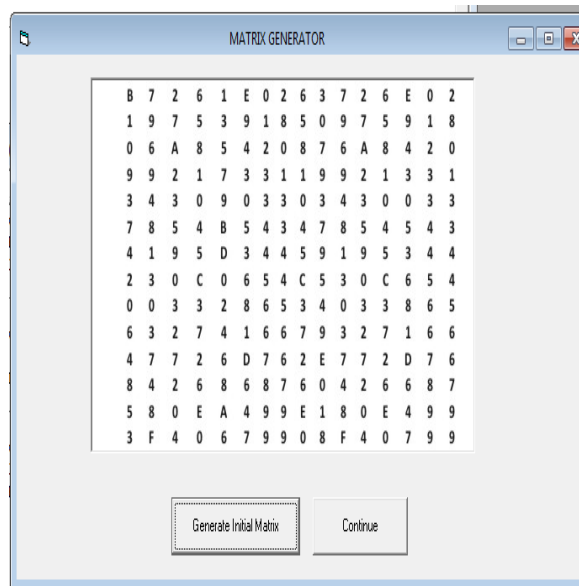 MATRIX GENERATOR
B 7 2 6 1 E 0 2 6 3 7 2 6 E 0 2
1 9 7 5 3 9 1 8 5 0 9 7 5 9 1 8
0 6 A 8 5 4 2 0 8 7 6 A 8 4 2 0
9 9 2 1 7 3 3 1 1 9 9 2 1 3 3 1
3 4 3 0 9 0 3 3 0 3 4 3 0 0 3 3
7 8 5 4 B 5 4 3 4 7 8 5 4 5 4 3
4 1 9 5 D 3 4 4 5 9 1 9 5 3 4 4
2 3 0 C 0 6 5 4 C 5 3 0 C 6 5 4
0 0 3 3 2 8 6 5 3 4 0 3 3 8 6 5
6 3 2 7 4 1 6 6 7 9 3 2 7 1 6 6
4 7 7 2 6 D 7 6 2 E 7 7 2 D 7 6
8 4 2 6 8 6 8 7 6 0 4 2 6 6 8 7
5 8 0 E A 4 9 9 E 1 8 0 E 4 9 9
3 F 4 0 6 7 9 9 0 8 F 4 0 7 9 9
Generate Initial Matrix Continue